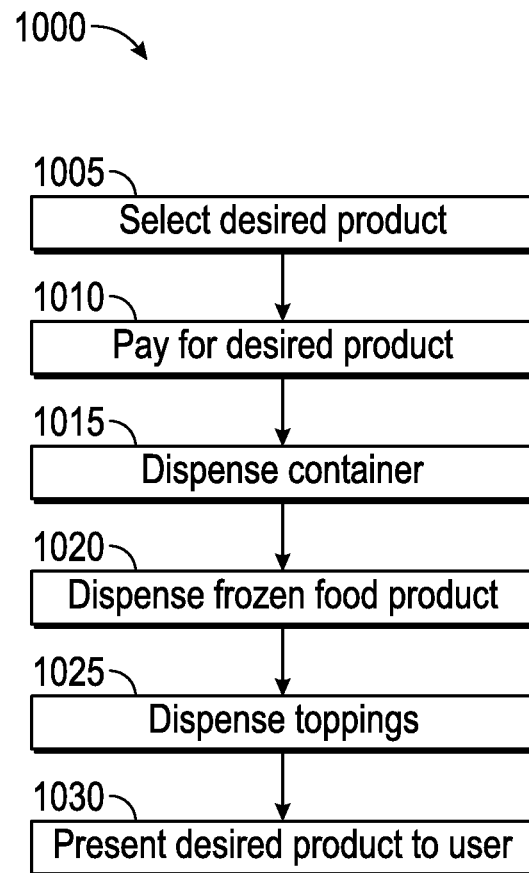 1000
1005
Select desired product
1010
Pay for desired product
1015
Dispense container
1020
Dispense frozen food product
1025
Dispense toppings
1030
Present desired product to user